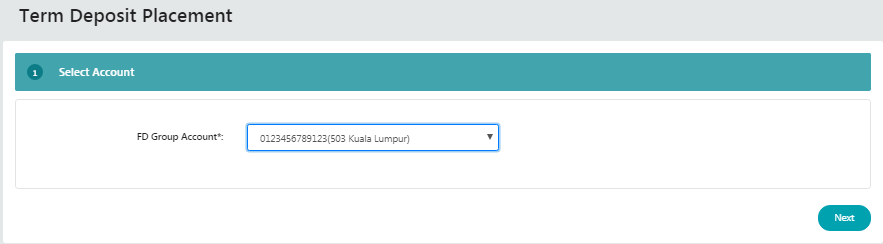 Term Deposit Placement
1 Select Account
FD Group Account*: 0123456789123(503 Kuala Lumpur)
Next